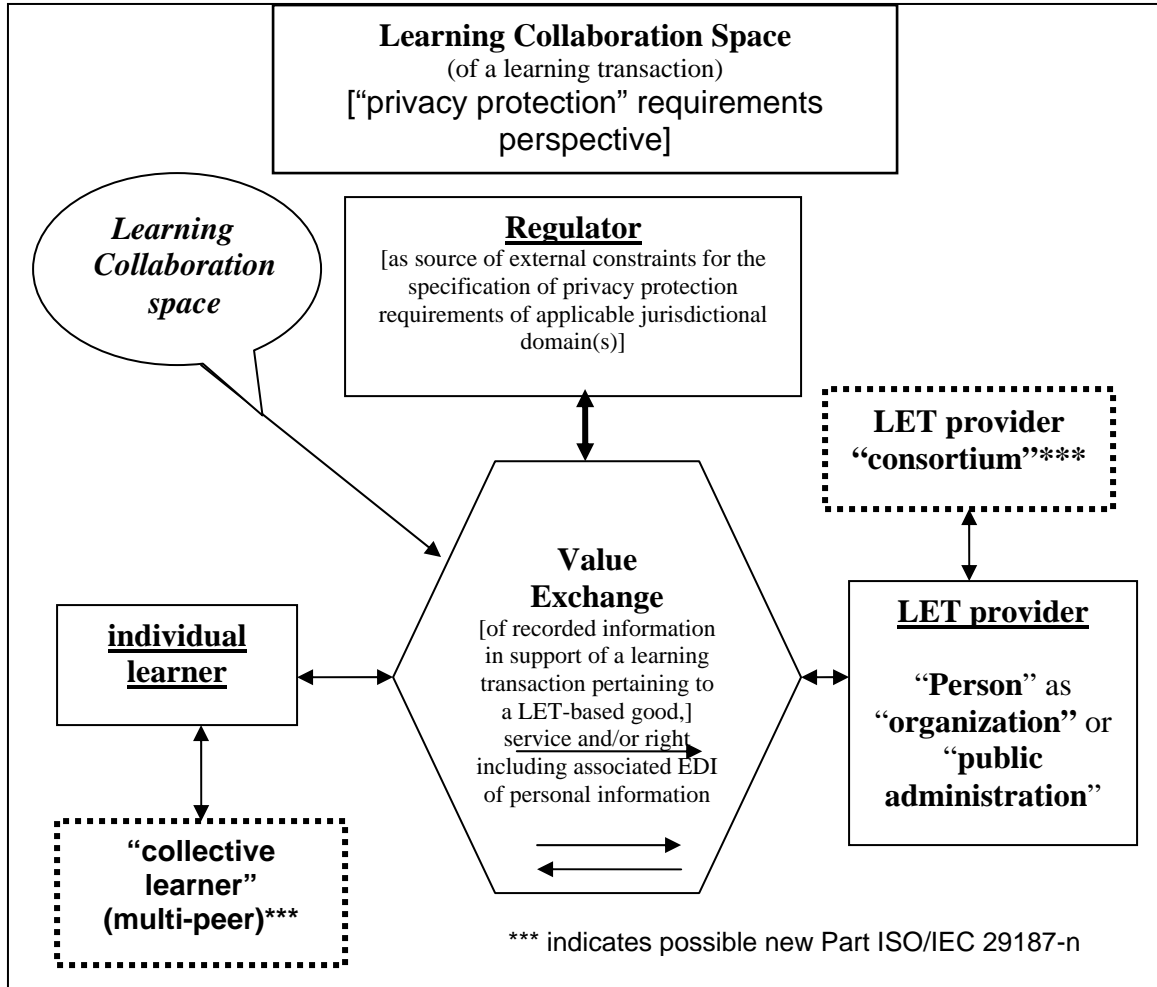 Learning Collaboration Space
(of a learning transaction)
[“privacy protection” requirements
perspective]
Learning
Collaboration
space
Regulator
[as source of external constraints for the
specification of privacy protection
requirements of applicable jurisdictional
domain(s)]
LET provider
“consortium”***
Value
Exchange
[of recorded information
in support of a learning
transaction pertaining to
a LET-based good,]
service and/or right
including associated EDI
of personal information
individual
learner
LET provider
“Person” as
“organization” or
“public
administration”
“collective
learner”
(multi-peer)***
*** indicates possible new Part ISO/IEC 29187-n